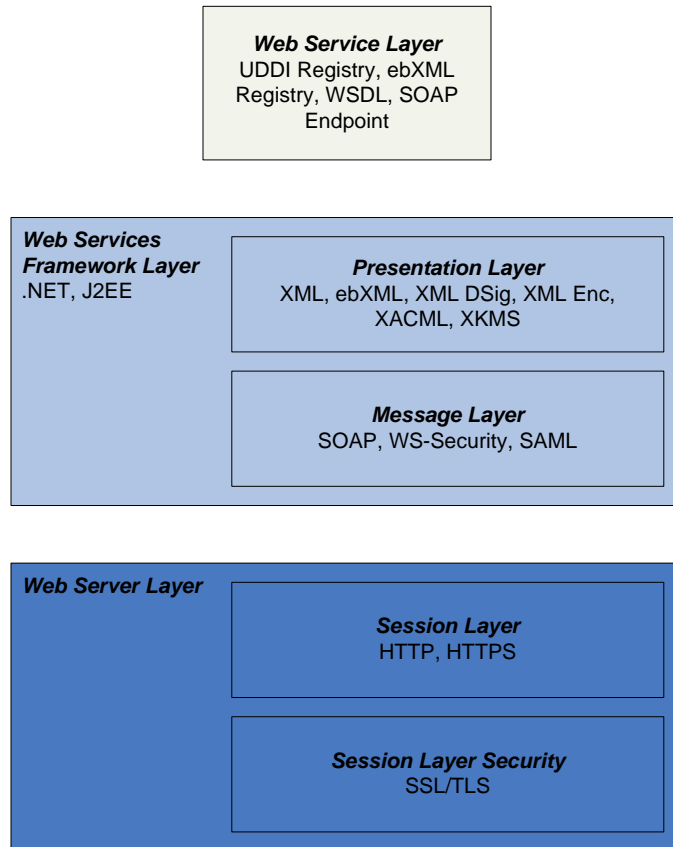 Web Service Layer
UDDI Registry, ebXML
Registry, WSDL, SOAP
Endpoint
Web Services
Framework Layer
.NET, J2EE
Presentation Layer
XML, ebXML, XML DSig, XML Enc,
XACML, XKMS
Message Layer
SOAP, WS-Security, SAML
Web Server Layer
Session Layer
HTTP, HTTPS
Session Layer Security
SSL/TLS